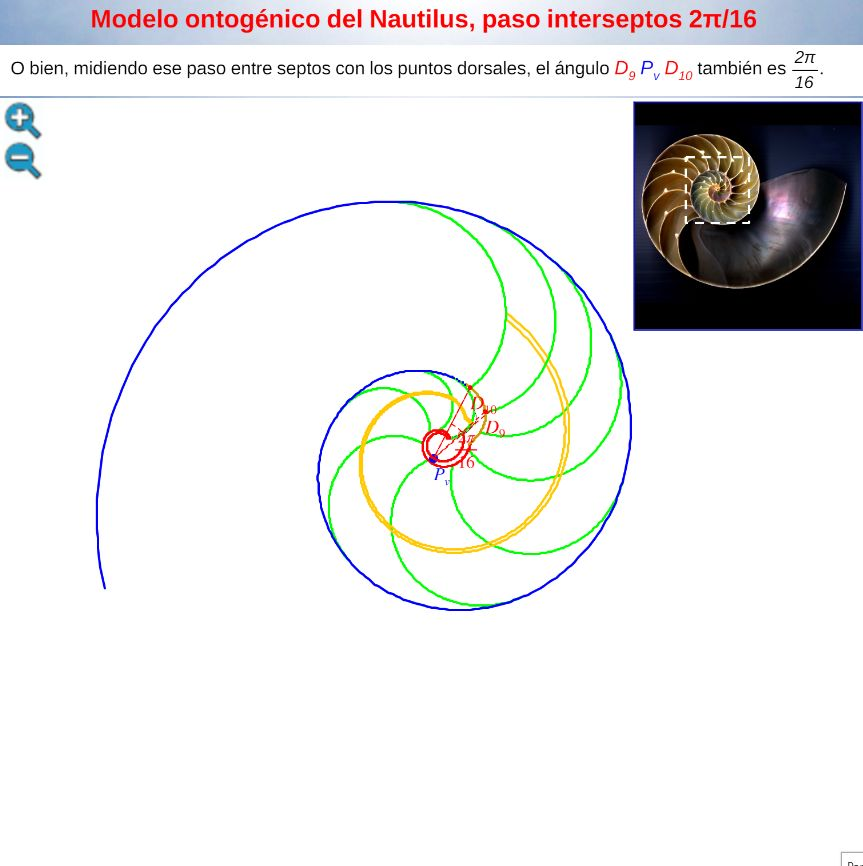 Modelo ontogénico del Nautilus, paso interseptos 2π/16
O bien, midiendo ese paso entre septos con los puntos dorsales, el ángulo D₉ Pᵥ D₁₀ también es 2π/16.
D₁₀
D₉
2π
16
Pᵥ